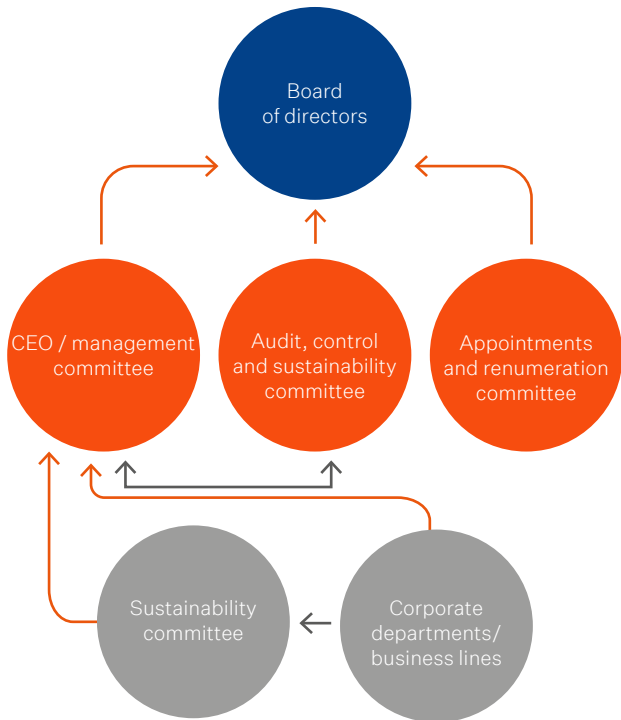 Board
of directors
CEO / management
committee
Audit, control
and sustainability
committee
Appointments
and renumeration
committee
Sustainability
committee
Corporate
departments/
business lines